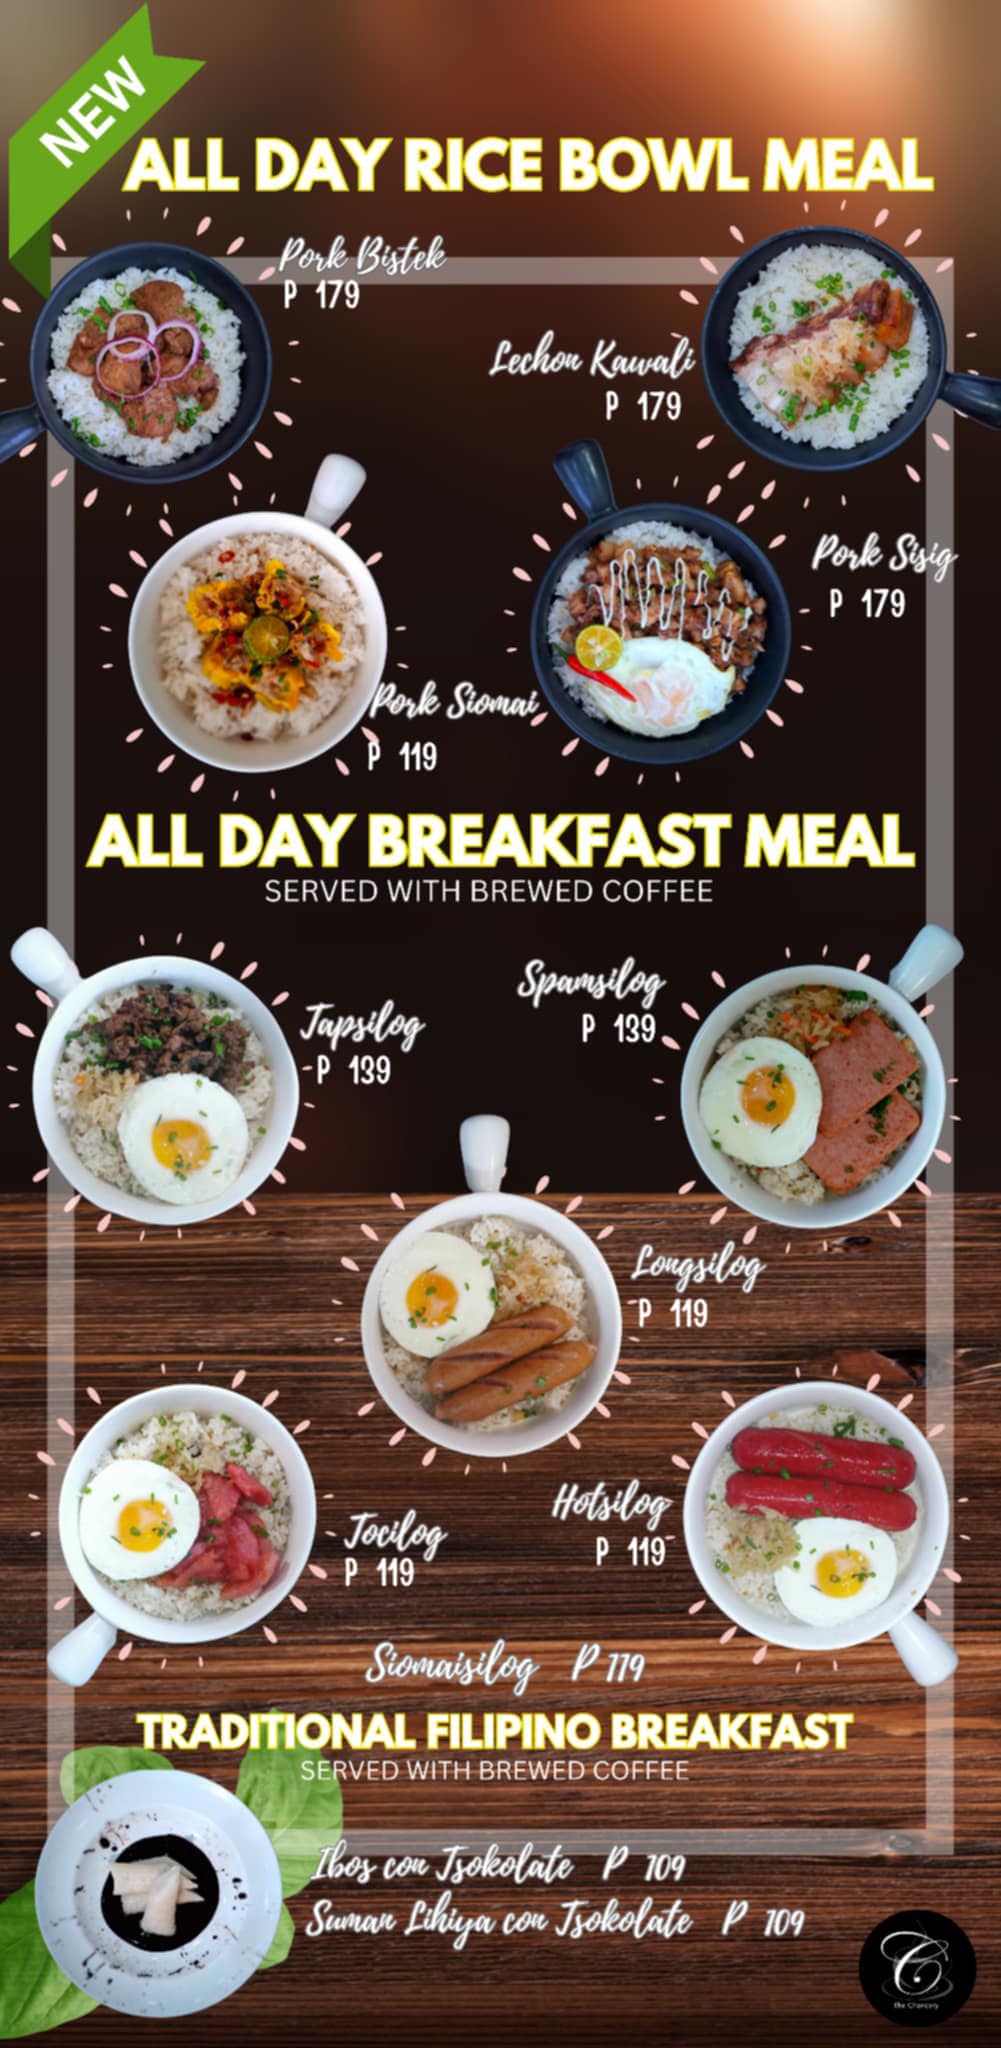 NEW
ALL DAY RICE BOWL MEAL
Pork Bistek
P 179
Lechon Kawali
P 179
Pork Sisig
P 179
Pork Siomai
P 119
ALL DAY BREAKFAST MEAL
SERVED WITH BREWED COFFEE
Tapsilog
P 139
Spamsilog
P 139
Longsilog
P 119
Tocilog
P 119
Hotsilog
P 119
Siomaisilog P 119
TRADITIONAL FILIPINO BREAKFAST
SERVED WITH BREWED COFFEE
Ibos con Tsokolate P 109
Suman Lihiya con Tsokolate P 109
C
the Chancery